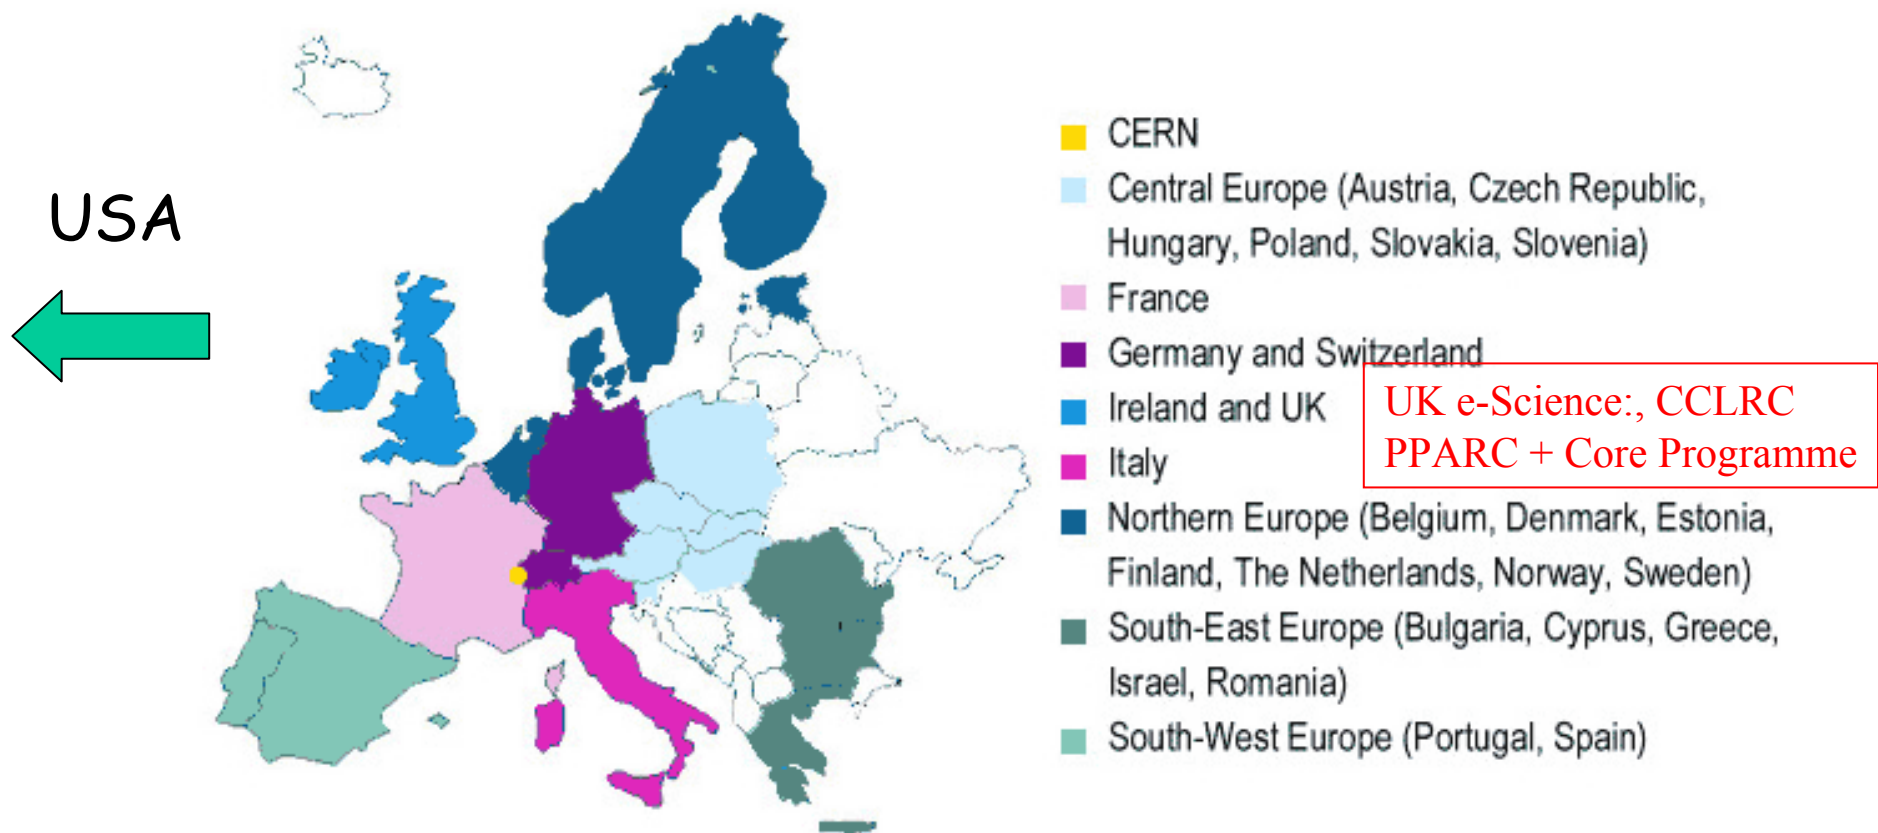 USA
CERN
Central Europe (Austria, Czech Republic,
Hungary, Poland, Slovakia, Slovenia)
France
Germany and Switzerland
Ireland and UK
UK e-Science:, CCLRC
PPARC + Core Programme
Italy
Northern Europe (Belgium, Denmark, Estonia,
Finland, The Netherlands, Norway, Sweden)
South-East Europe (Bulgaria, Cyprus, Greece,
Israel, Romania)
South-West Europe (Portugal, Spain)